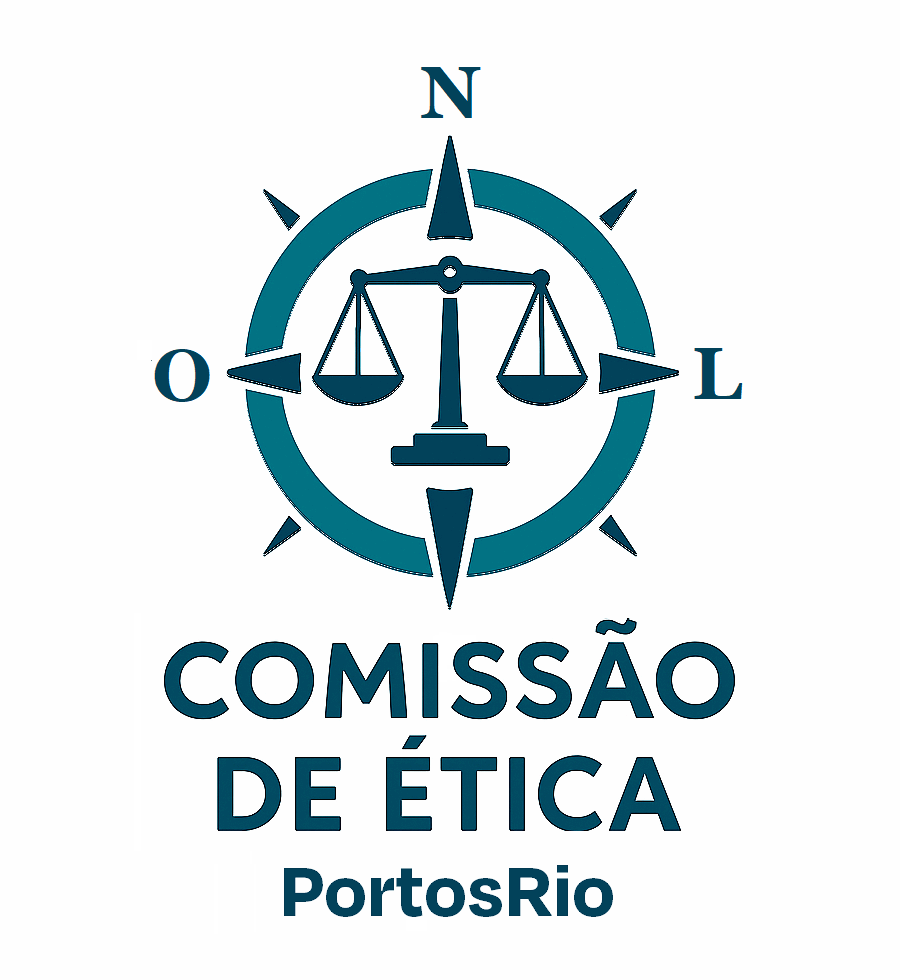 N
O L
COMISSÃO
DE ÉTICA
PortosRio